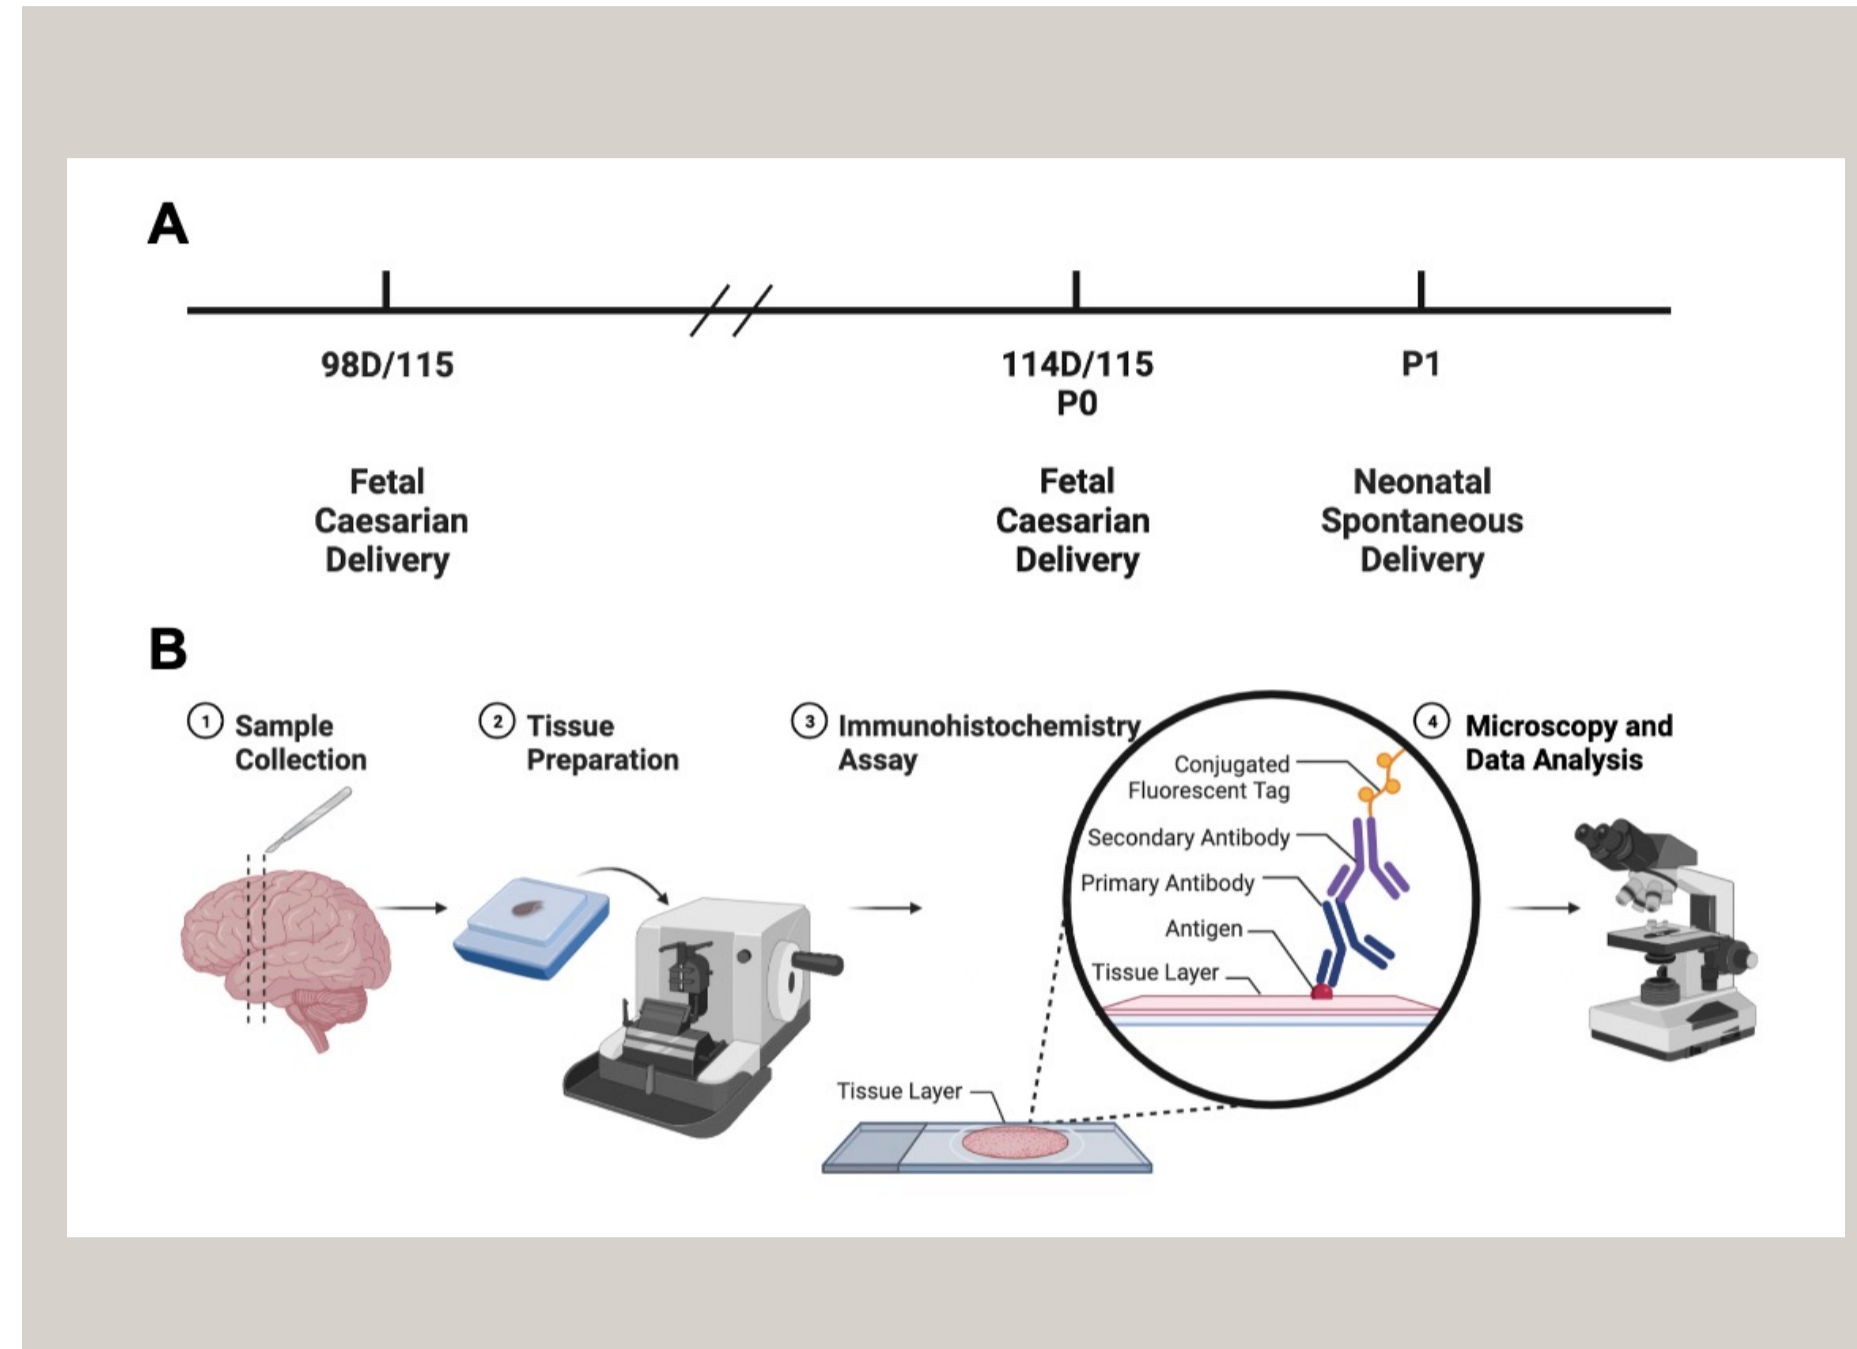 A
98D/115
114D/115
P0
P1
Fetal
Caesarian
Delivery
Fetal
Caesarian
Delivery
Neonatal
Spontaneous
Delivery
B
1 Sample
Collection
2 Tissue
Preparation
3 Immunohistochemistry
Assay
Conjugated
Fluorescent Tag
Secondary Antibody
Primary Antibody
Antigen
Tissue Layer
Tissue Layer
4 Microscopy and
Data Analysis